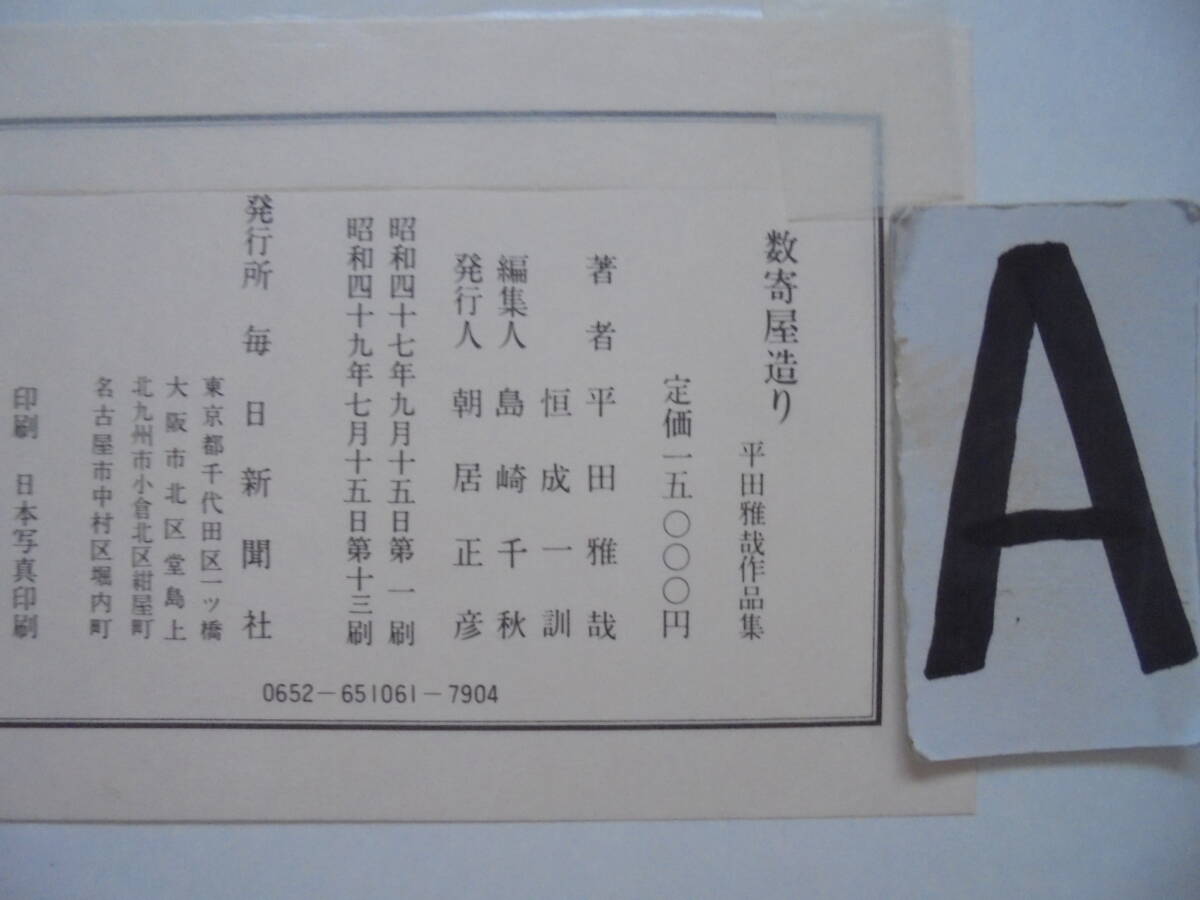 数寄屋造り
平田雅哉作品集
定価一五〇〇〇円
著者 平田雅哉
恒成一訓
編集人 島崎千秋
発行人 朝居正彦
昭和四十七年九月十五日第一刷
昭和四十九年七月十五日第十三刷
発行所 毎日新聞社
東京都千代田区一ッ橋
大阪市北区堂島上
北九州市小倉北区紺屋町
名古屋市中村区堀内町
印刷 日本写真印刷
0652-651061-7904
A